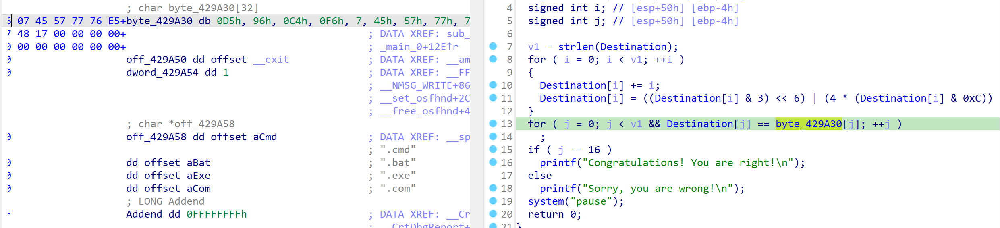 ; char byte_429A30[32]
07 45 57 77 76 E5+byte_429A30 db 0D5h, 96h, 0C4h, 0F6h, 7, 45h, 57h, 77h, 7
48 17 00 00 00 00+ ; DATA XREF: sub_
00 00 00 00 00 00+ ; _main_0+12E↑r
off_429A50 dd offset __exit ; DATA XREF: __am
dword_429A54 dd 1 ; DATA XREF: __FF
; __NMSG_WRITE+86
; __set_osfhnd+2C
; __free_osfhnd+4
; char *off_429A58
off_429A58 dd offset aCmd ; DATA XREF: __sp
; ".cmd"
dd offset aBat ; ".bat"
dd offset aExe ; ".exe"
dd offset aCom ; ".com"
; LONG Addend
Addend dd 0FFFFFFFFh ; DATA XREF: __Cr
; __CrtDbgReport+
4 signed int i; // [esp+50h] [ebp-4h]
5 signed int j; // [esp+50h] [ebp-4h]
6
7 v1 = strlen(Destination);
8 for ( i = 0; i < v1; ++i )
9 {
10 Destination[i] += i;
11 Destination[i] = ((Destination[i] & 3) << 6) | (4 * (Destination[i] & 0xC))
12 }
13 for ( j = 0; j < v1 && Destination[j] == byte_429A30[j]; ++j )
14 ;
15 if ( j == 16 )
16 printf("Congratulations! You are right!\n");
17 else
18 printf("Sorry, you are wrong!\n");
19 system("pause");
20 return 0;
21 }